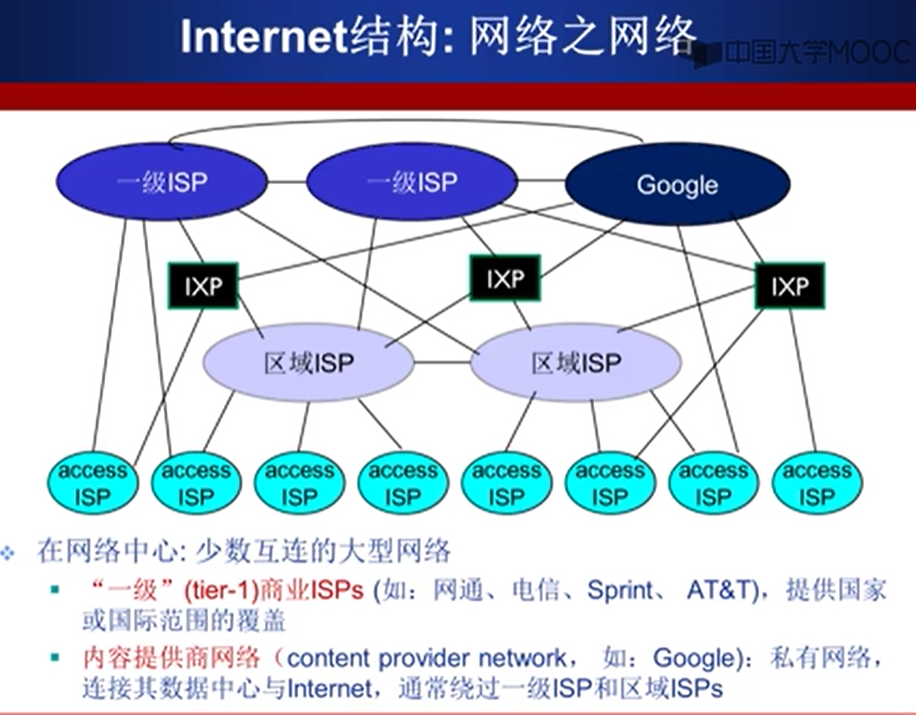 Internet结构: 网络之网络
中国大学MOOC
一级ISP
一级ISP
Google
IXP
IXP
IXP
区域ISP
区域ISP
access
ISP
access
ISP
access
ISP
access
ISP
access
ISP
access
ISP
access
ISP
access
ISP
在网络中心: 少数互连的大型网络
“一级”(tier-1)商业ISPs (如：网通、电信、Sprint、 AT&T)，提供国家
或国际范围的覆盖
内容提供商网络（content provider network， 如：Google)：私有网络，
连接其数据中心与Internet，通常绕过一级ISP和区域ISPs